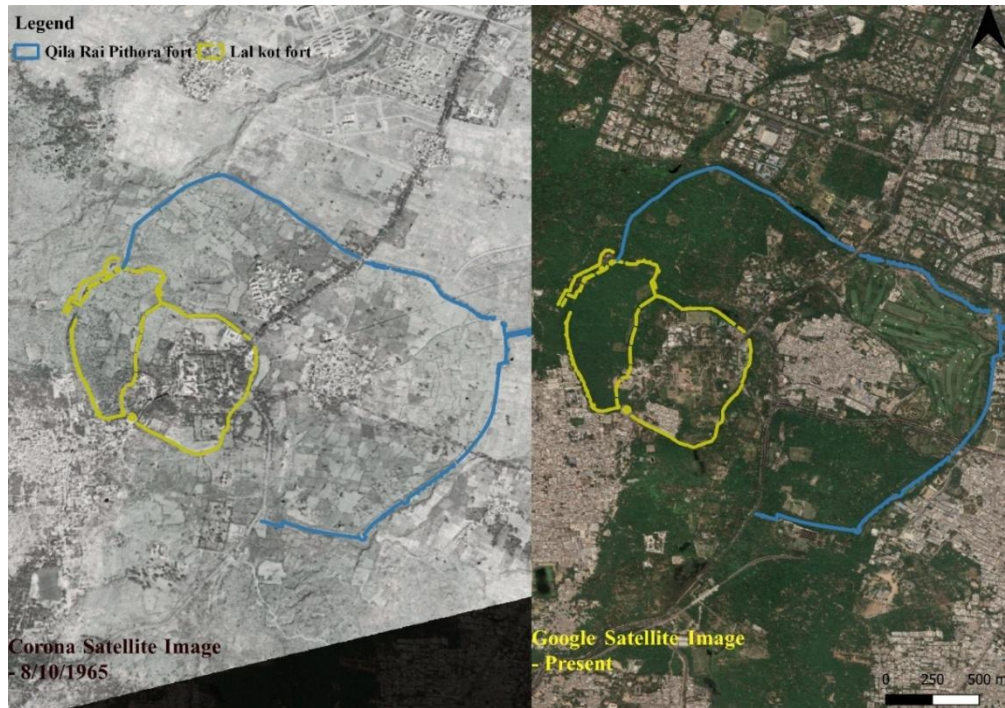 Legend
Qila Rai Pithora fort Lal kot fort
Corona Satellite Image
- 8/10/1965
Google Satellite Image
- Present
0 250 500 m